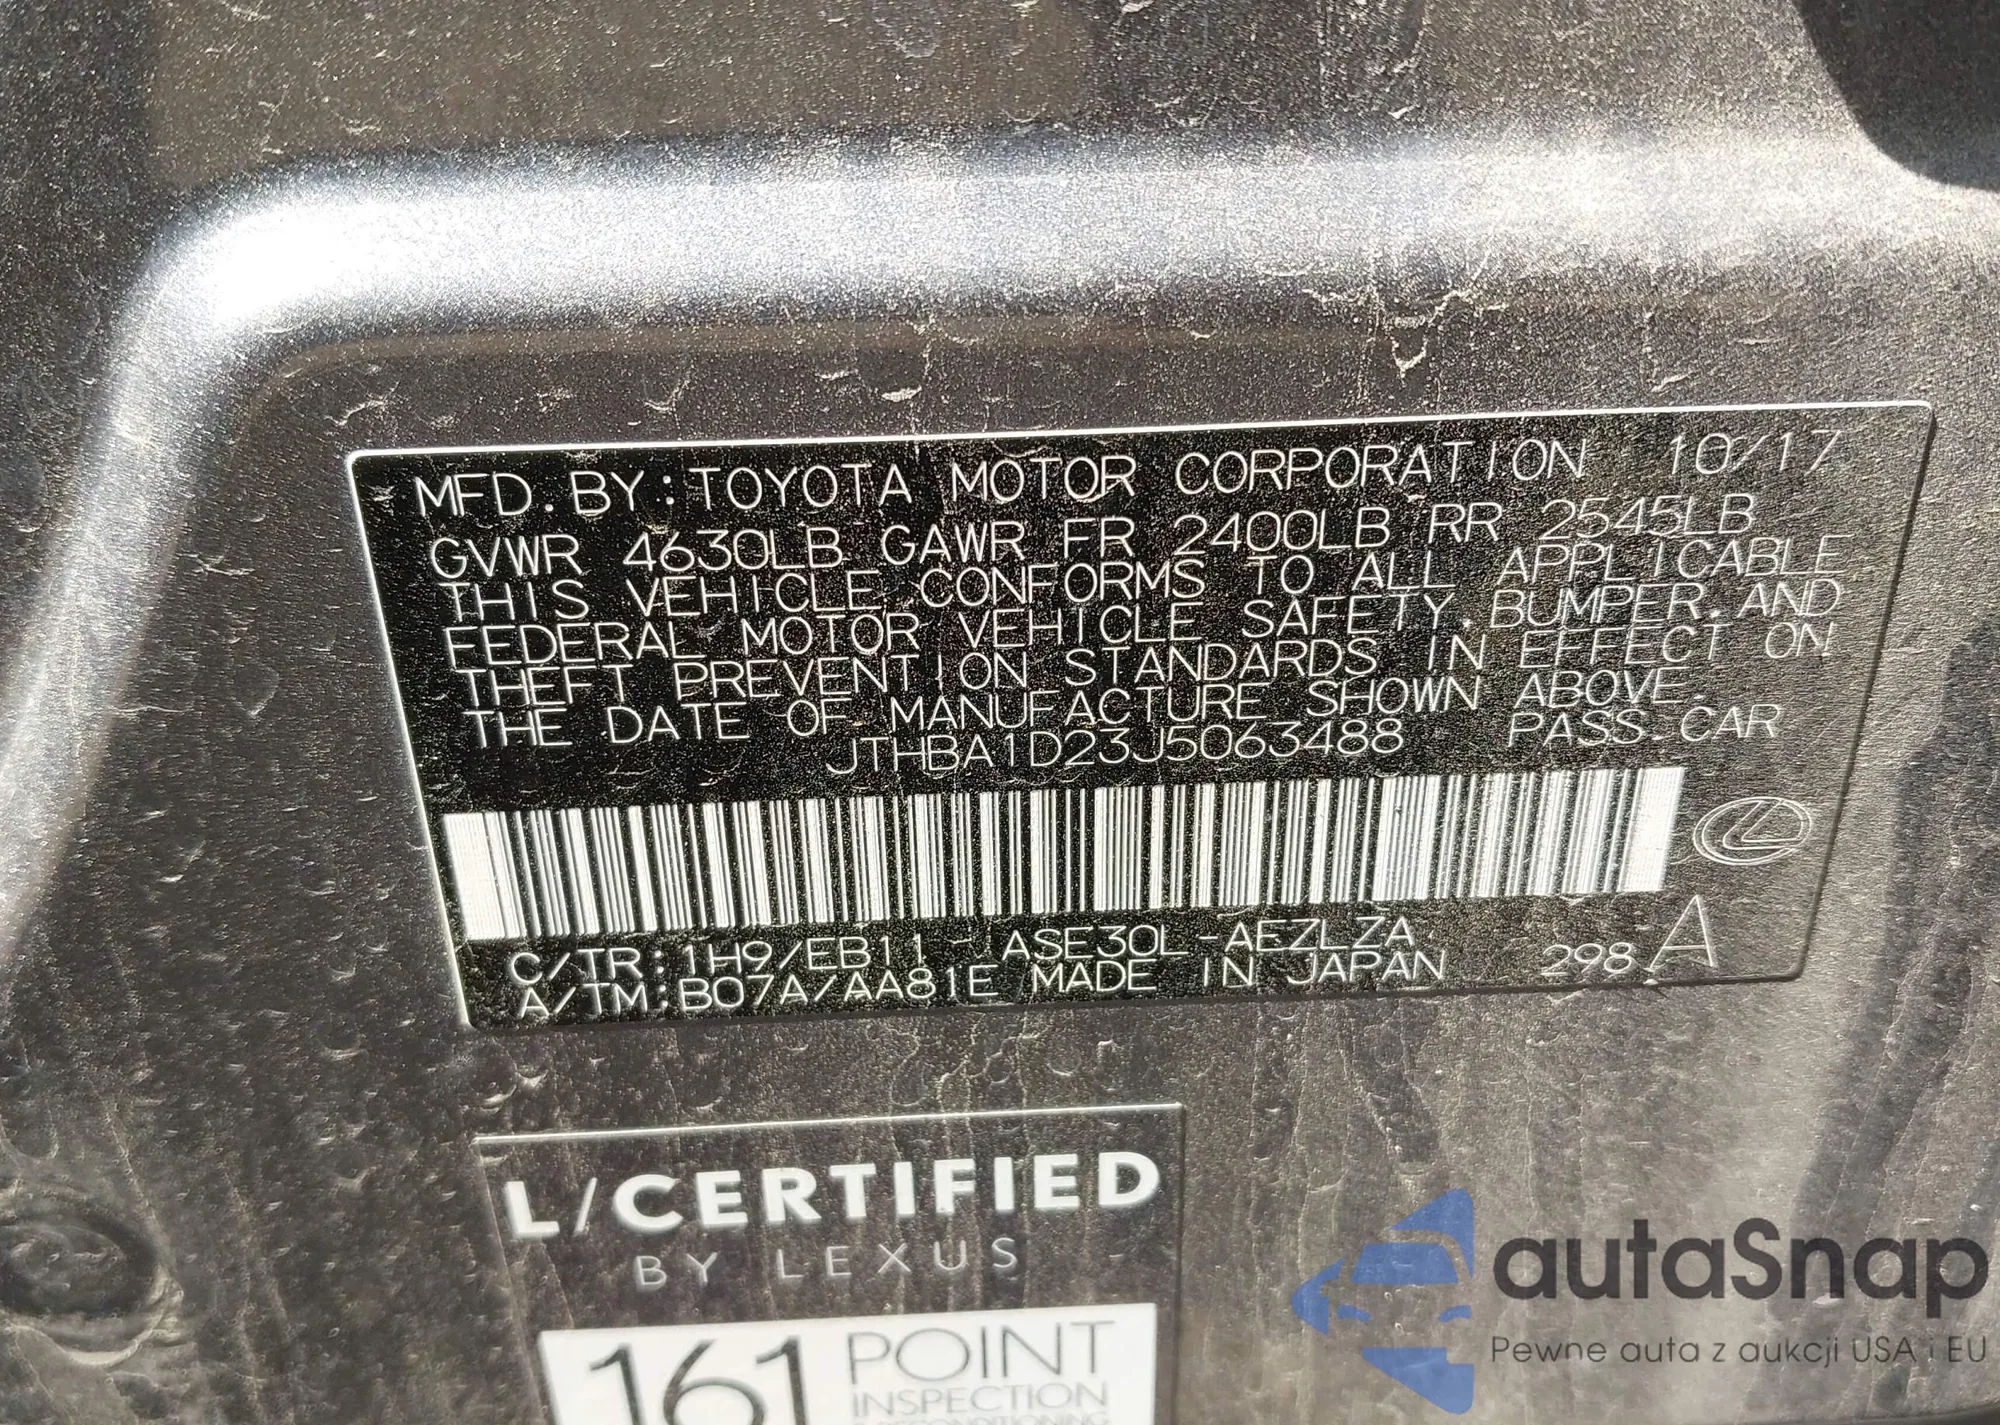 MFD. BY: TOYOTA MOTOR CORPORATION 10/17
GVWR 4630LB GAWR FR 2400LB RR 2545LB
THIS VEHICLE CONFORMS TO ALL APPLICABLE
FEDERAL MOTOR VEHICLE SAFETY, BUMPER, AND
THEFT PREVENTION STANDARDS IN EFFECT ON
THE DATE OF MANUFACTURE SHOWN ABOVE.
JTHBA1D23J5063488 PASS. CAR
C/TR: 1H9/EB11 ASE30L-AEZLZA
A/TM: B07A/AA81E MADE IN JAPAN 298 A
L/CERTIFIED
BY LEXUS
161 POINT
INSPECTION
autaSnap
Pewne auta z aukcji USA i EU